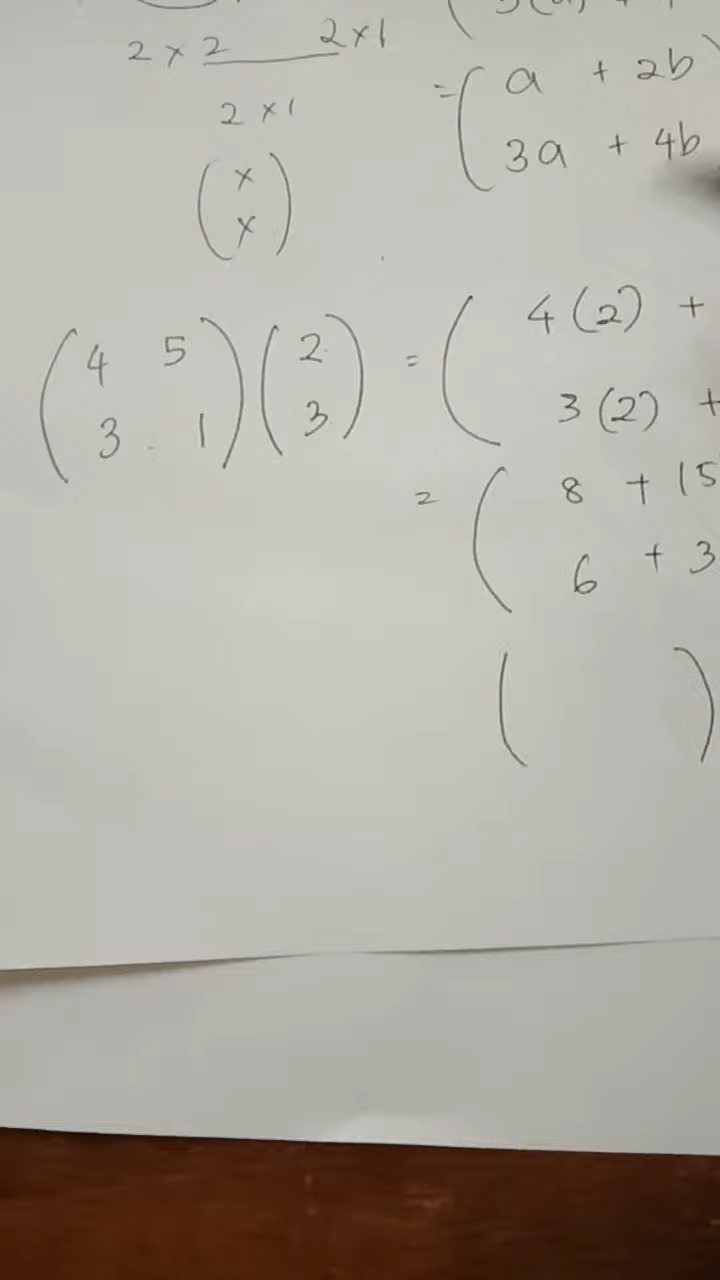 2 × 2 2 × 1
2 × 1
= ( a + 2b
3a + 4b
( x
x )
( 4 5
3 1 ) ( 2
3 ) = ( 4 (2) +
3 (2) +
= ( 8 + 15
6 + 3
( )